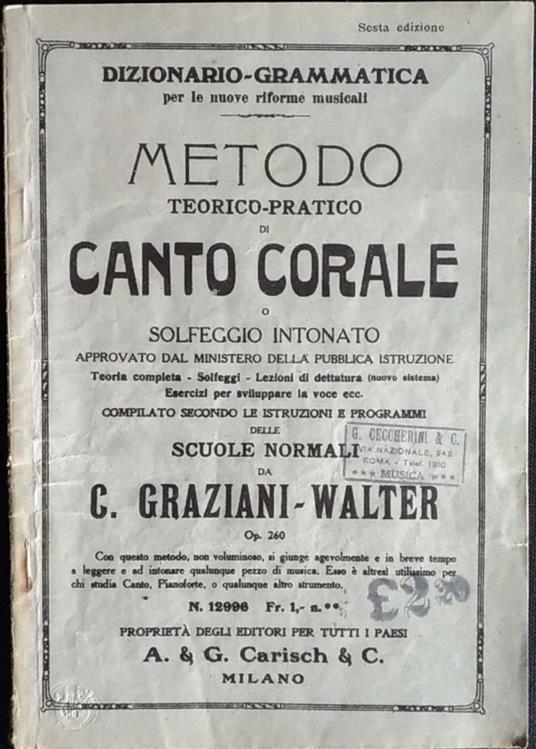 Sesta edizione
DIZIONARIO-GRAMMATICA
per le nuove riforme musicali
METODO
TEORICO-PRATICO
DI
CANTO CORALE
O
SOLFEGGIO INTONATO
APPROVATO DAL MINISTERO DELLA PUBBLICA ISTRUZIONE
Teoria completa - Solfeggi - Lezioni di dettatura (nuovo sistema)
Esercizi per sviluppare la voce ecc.
COMPILATO SECONDO LE ISTRUZIONI E PROGRAMMI
DELLE
SCUOLE NORMALI
G. CECCHERINI & C.
VIA NAZIONALE, 248
ROMA - Telef. 1910
*** MUSICA ***
DA
C. GRAZIANI-WALTER
Op. 260
Con questo metodo, non voluminoso, si giunge agevolmente e in breve tempo
a leggere e ad intonare qualunque pezzo di musica. Esso è altresì utilissimo per
chi studia Canto, Pianoforte, o qualunque altro strumento.
£2
N. 12996 Fr. 1,- n. **
PROPRIETÀ DEGLI EDITORI PER TUTTI I PAESI
A. & G. Carisch & C.
MILANO